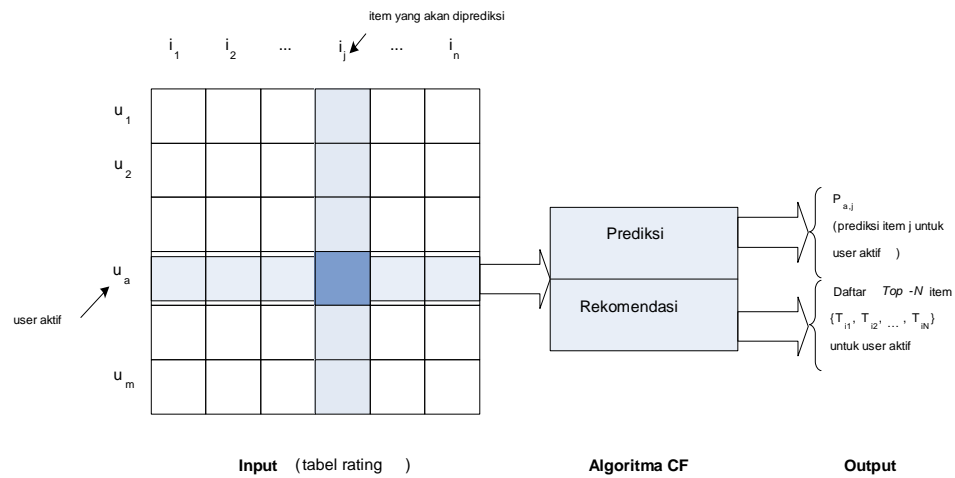 item yang akan diprediksi
i1 i2 ... ij ... in
u1
u2
ua
user aktif
um
Prediksi
Rekomendasi
Pa,j
(prediksi item j untuk
user aktif )
Daftar Top -N item
{Ti1, Ti2, ... , TiN}
untuk user aktif
Input (tabel rating )
Algoritma CF
Output